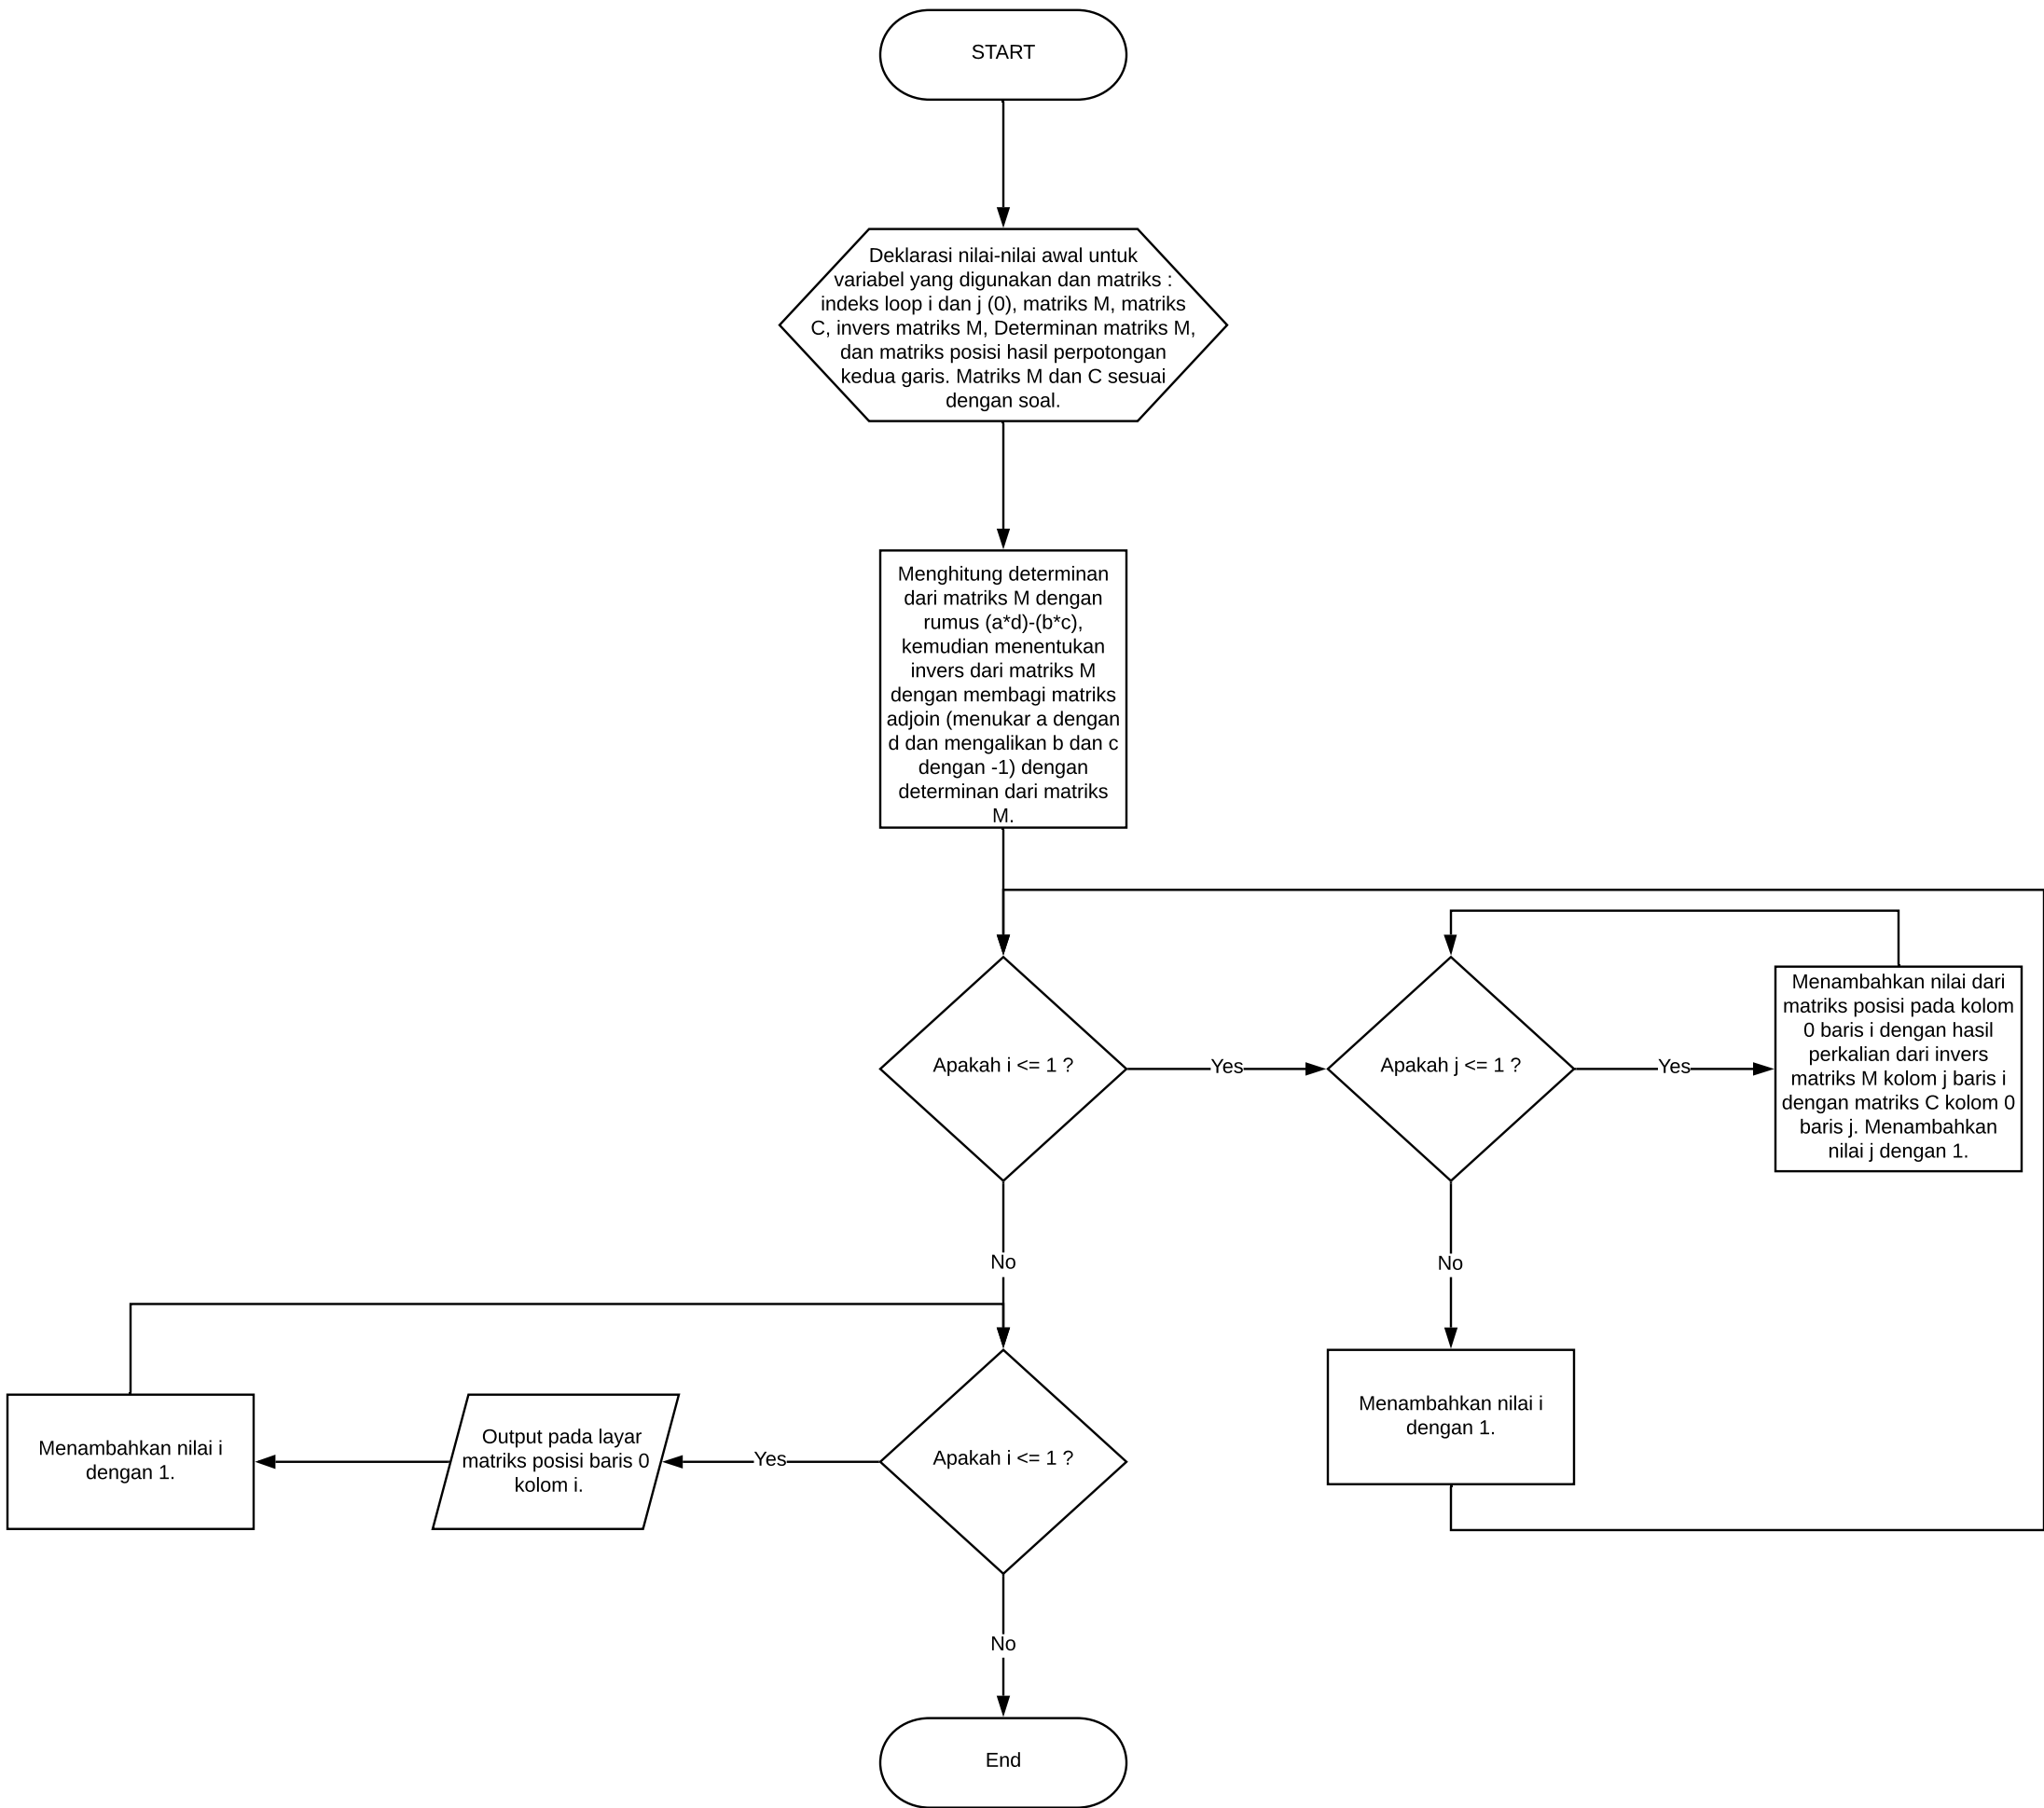 START
Deklarasi nilai-nilai awal untuk
variabel yang digunakan dan matriks :
indeks loop i dan j (0), matriks M, matriks
C, invers matriks M, Determinan matriks M,
dan matriks posisi hasil perpotongan
kedua garis. Matriks M dan C sesuai
dengan soal.
Menghitung determinan
dari matriks M dengan
rumus (a*d)-(b*c),
kemudian menentukan
invers dari matriks M
dengan membagi matriks
adjoin (menukar a dengan
d dan mengalikan b dan c
dengan -1) dengan
determinan dari matriks
M.
Apakah i <= 1 ?
Yes
Apakah j <= 1 ?
Yes
Menambahkan nilai dari
matriks posisi pada kolom
0 baris i dengan hasil
perkalian dari invers
matriks M kolom j baris i
dengan matriks C kolom 0
baris j. Menambahkan
nilai j dengan 1.
No
No
Menambahkan nilai i
dengan 1.
Apakah i <= 1 ?
Yes
Output pada layar
matriks posisi baris 0
kolom i.
Menambahkan nilai i
dengan 1.
No
End